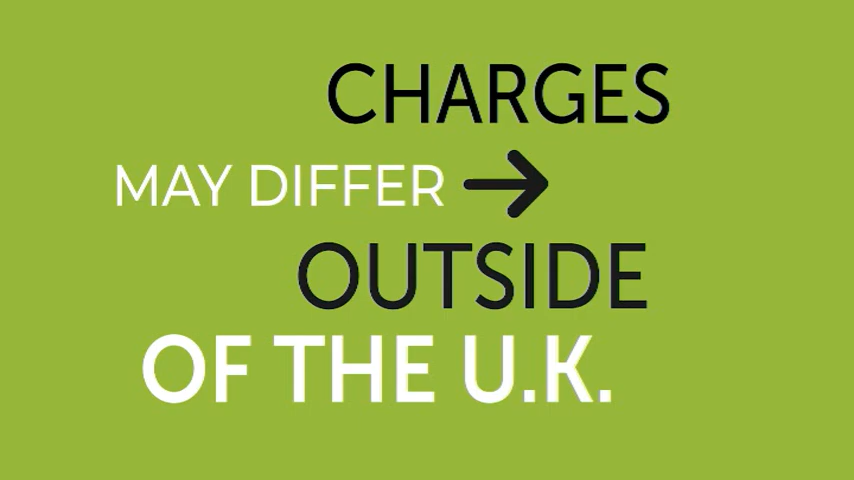 CHARGES
MAY DIFFER →
OUTSIDE
OF THE U.K.